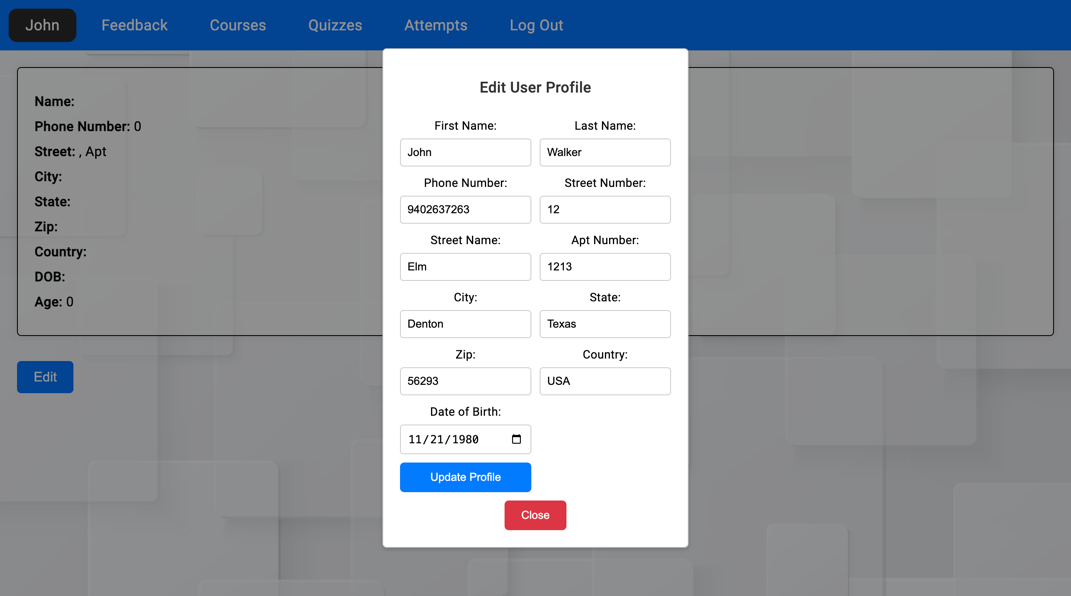 John Feedback Courses Quizzes Attempts Log Out
Name:
Phone Number: 0
Street: , Apt
City:
State:
Zip:
Country:
DOB:
Age: 0
Edit
Edit User Profile
First Name: Last Name:
John Walker
Phone Number: Street Number:
9402637263 12
Street Name: Apt Number:
Elm 1213
City: State:
Denton Texas
Zip: Country:
56293 USA
Date of Birth:
11/21/1980
Update Profile
Close